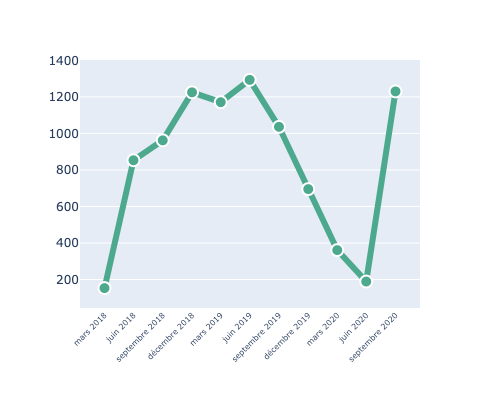 1400
1200
1000
800
600
400
200
mars 2018
juin 2018
septembre 2018
décembre 2018
mars 2019
juin 2019
septembre 2019
décembre 2019
mars 2020
juin 2020
septembre 2020